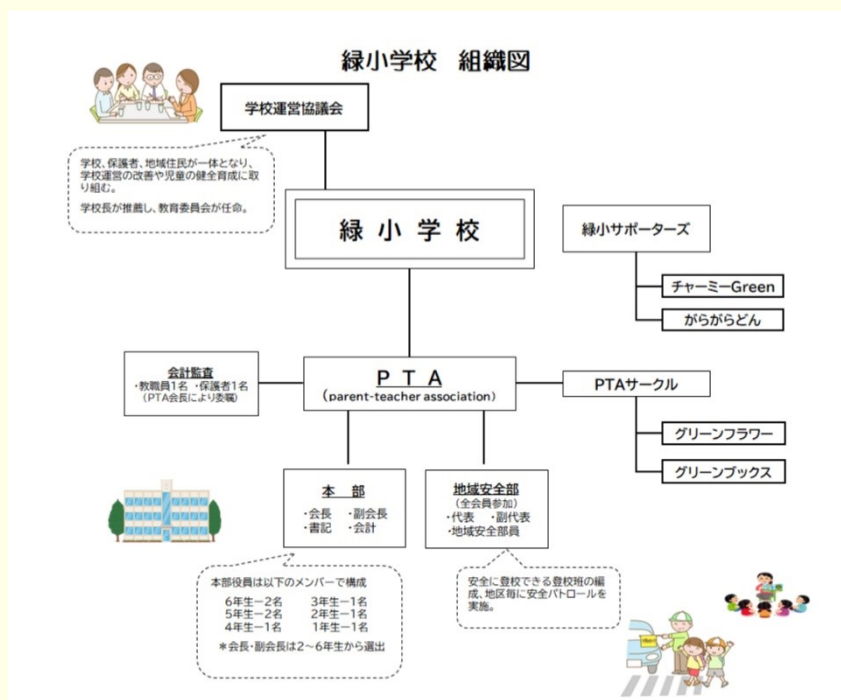 緑小学校　組織図
学校運営協議会
学校、保護者、地域住民が一体となり、
学校運営の改善や児童の健全育成に取
り組む。
学校長が推薦し、教育委員会が任命。
緑 小 学 校
緑小サポーターズ
チャーミーGreen
がらがらどん
会計監査
・教職員1名 ・保護者1名
（PTA会長により委嘱）
P T A
（parent-teacher association）
PTAサークル
グリーンフラワー
グリーンブックス
本　部
・会長　・副会長
・書記　・会計
地域安全部
（全会員参加）
・代表　・副代表
・地域安全部員
本部役員は以下のメンバーで構成
6年生－2名　3年生－1名
5年生－2名　2年生－1名
4年生－1名　1年生－1名
＊会長・副会長は2～6年生から選出
安全に登校できる登校班の編
成、地区毎に安全パトロールを
実施。